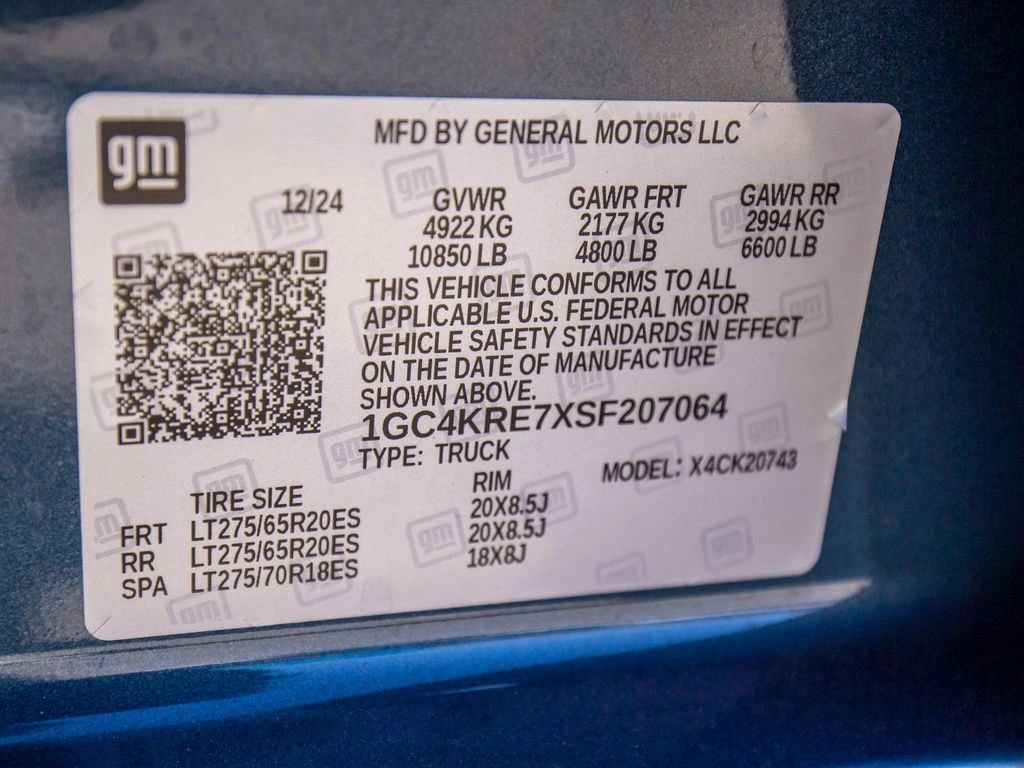 gm
MFD BY GENERAL MOTORS LLC
12/24 GVWR GAWR FRT GAWR RR
4922 KG 2177 KG 2994 KG
10850 LB 4800 LB 6600 LB
THIS VEHICLE CONFORMS TO ALL
APPLICABLE U.S. FEDERAL MOTOR
VEHICLE SAFETY STANDARDS IN EFFECT
ON THE DATE OF MANUFACTURE
SHOWN ABOVE.
1GC4KRE7XSF207064
TYPE: TRUCK MODEL: X4CK20743
TIRE SIZE RIM
FRT LT275/65R20ES 20X8.5J
RR LT275/65R20ES 20X8.5J
SPA LT275/70R18ES 18X8J